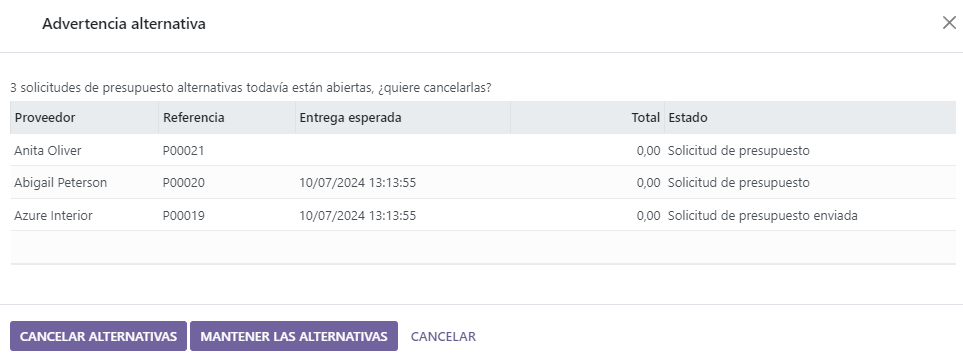 Advertencia alternativa
3 solicitudes de presupuesto alternativas todavía están abiertas, ¿quiere cancelarlas?
Proveedor Referencia Entrega esperada Total Estado
Anita Oliver P00021 0,00 Solicitud de presupuesto
Abigail Peterson P00020 10/07/2024 13:13:55 0,00 Solicitud de presupuesto
Azure Interior P00019 10/07/2024 13:13:55 0,00 Solicitud de presupuesto enviada
CANCELAR ALTERNATIVAS MANTENER LAS ALTERNATIVAS CANCELAR